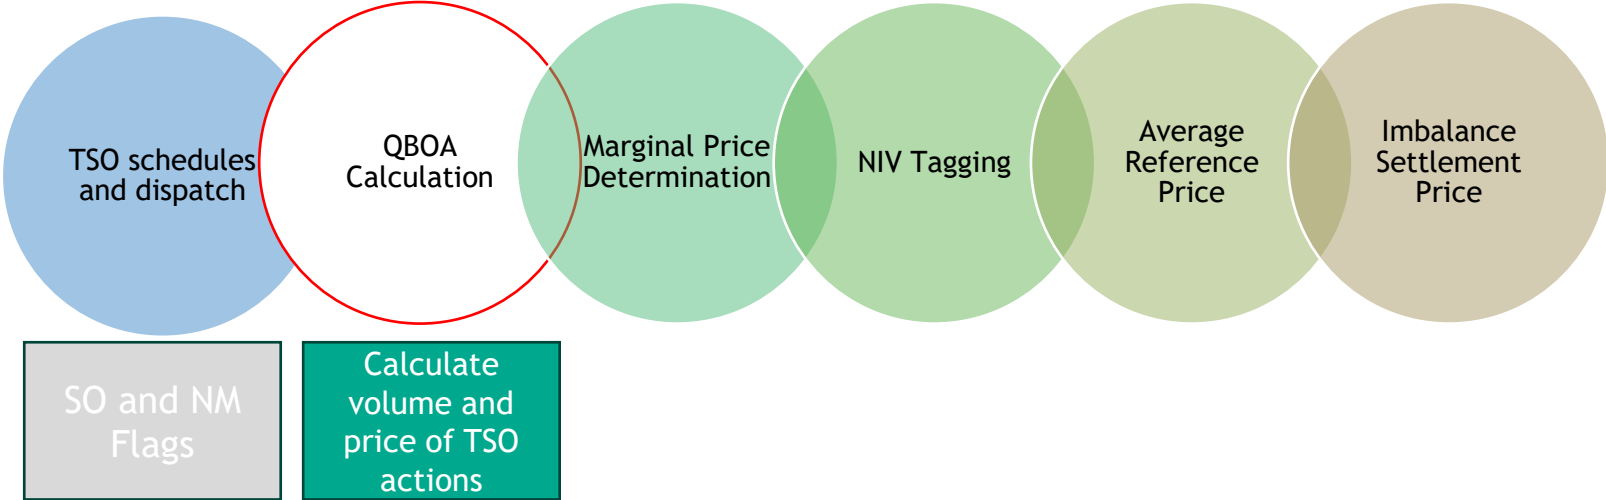 TSO schedules
and dispatch
QBOA
Calculation
Marginal Price
Determination
NIV Tagging
Average
Reference
Price
Imbalance
Settlement
Price
SO and NM
Flags
Calculate
volume and
price of TSO
actions